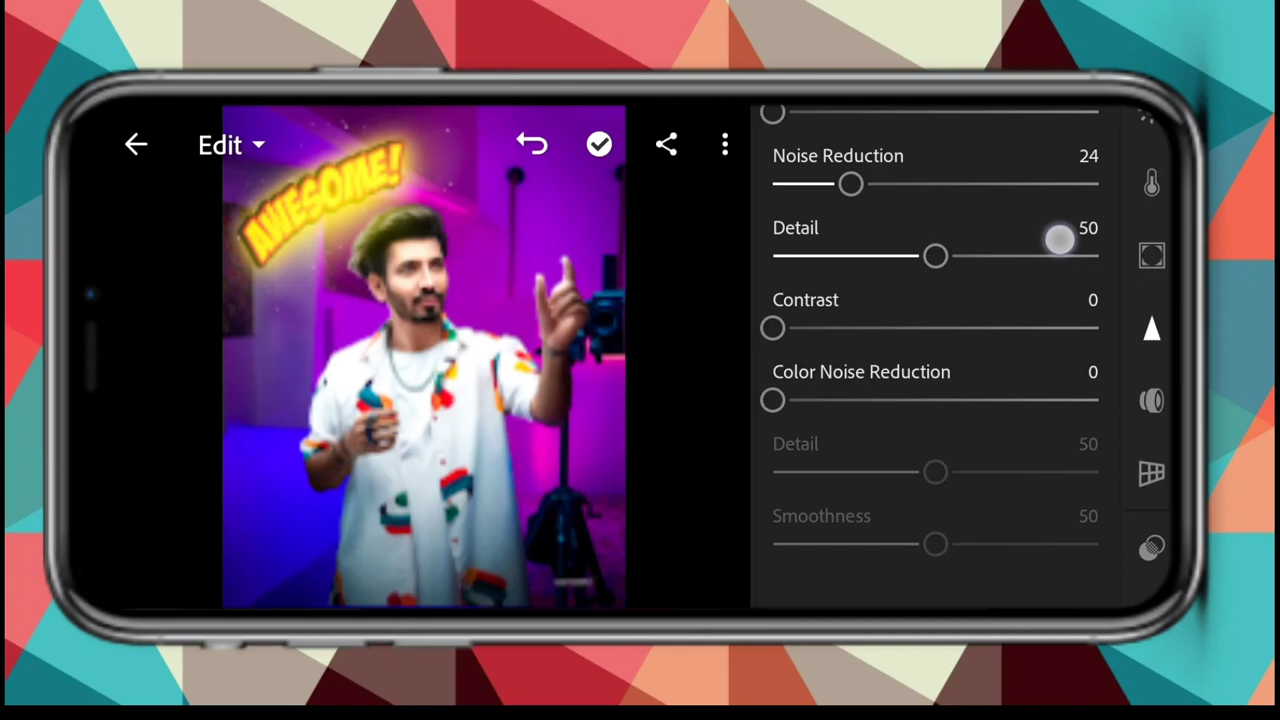 Edit
AWESOME!
Noise Reduction 24
Detail 50
Contrast 0
Color Noise Reduction 0
Detail 50
Smoothness 50